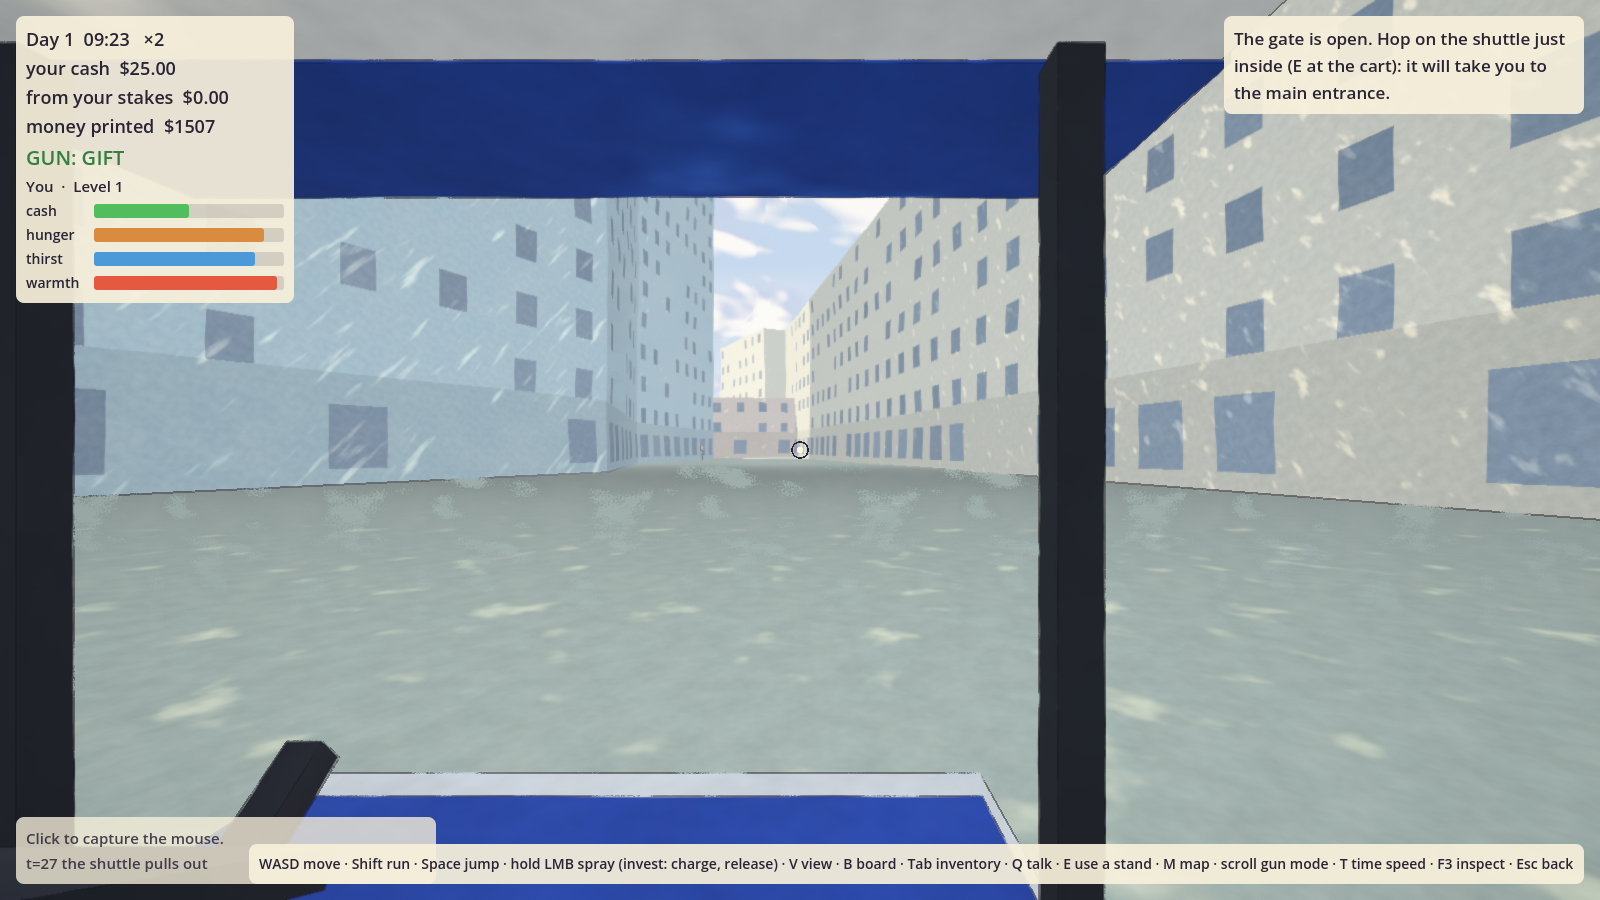 Day 1  09:23  ×2
your cash  $25.00
from your stakes  $0.00
money printed  $1507
GUN: GIFT
You · Level 1
cash
hunger
thirst
warmth
The gate is open. Hop on the shuttle just
inside (E at the cart): it will take you to
the main entrance.
Click to capture the mouse.
t=27 the shuttle pulls out
WASD move · Shift run · Space jump · hold LMB spray (invest: charge, release) · V view · B board · Tab inventory · Q talk · E use a stand · M map · scroll gun mode · T time speed · F3 inspect · Esc back